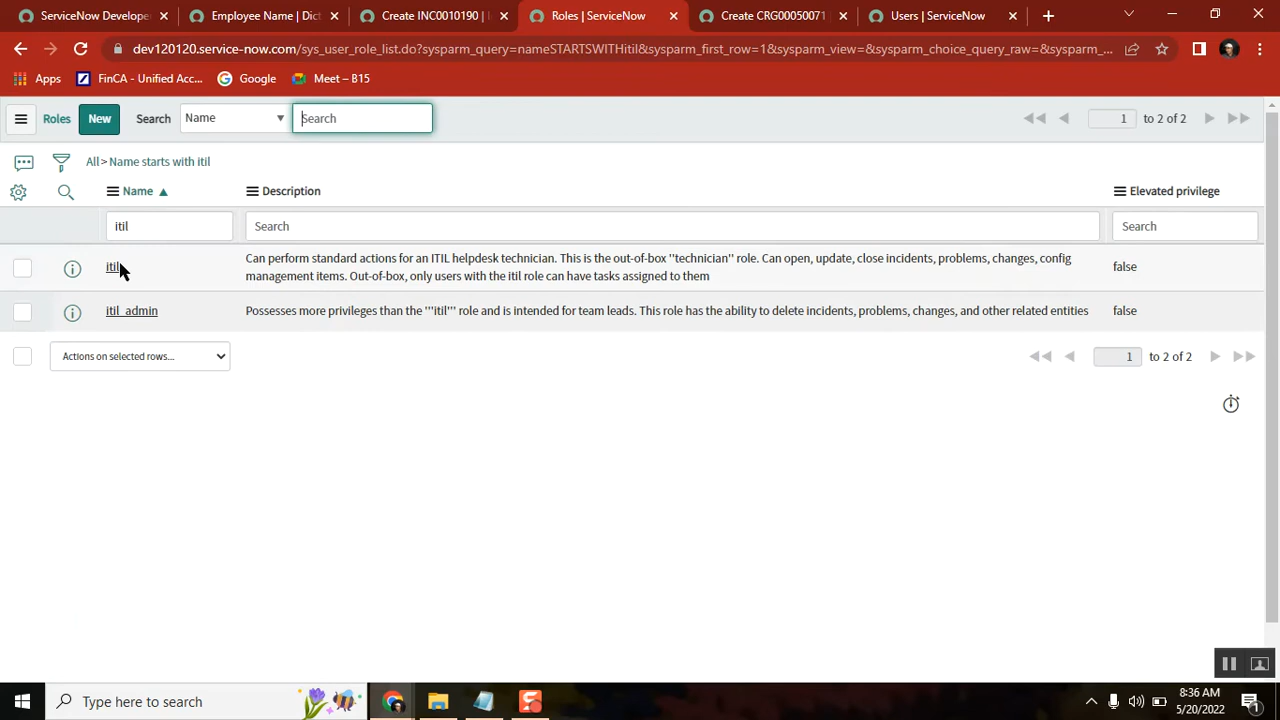 ServiceNow Develope
Employee Name | Dict
Create INC0010190 | I
Roles | ServiceNow
Create CRG00050071
Users | ServiceNow
dev120120.service-now.com/sys_user_role_list.do?sysparm_query=nameSTARTSWITHitil&sysparm_first_row=1&sysparm_view=&sysparm_choice_query_raw=&sysparm_...
Apps
FinCA - Unified Acc...
Google
Meet – B15
Roles New Search Name Search 1 to 2 of 2
All > Name starts with itil
Name Description Elevated privilege
itil Search Search
itil
Can perform standard actions for an ITIL helpdesk technician. This is the out-of-box "technician" role. Can open, update, close incidents, problems, changes, config
management items. Out-of-box, only users with the itil role can have tasks assigned to them
false
itil_admin Possesses more privileges than the '''itil''' role and is intended for team leads. This role has the ability to delete incidents, problems, changes, and other related entities false
Actions on selected rows... 1 to 2 of 2
Type here to search
8:36 AM
5/20/2022
1